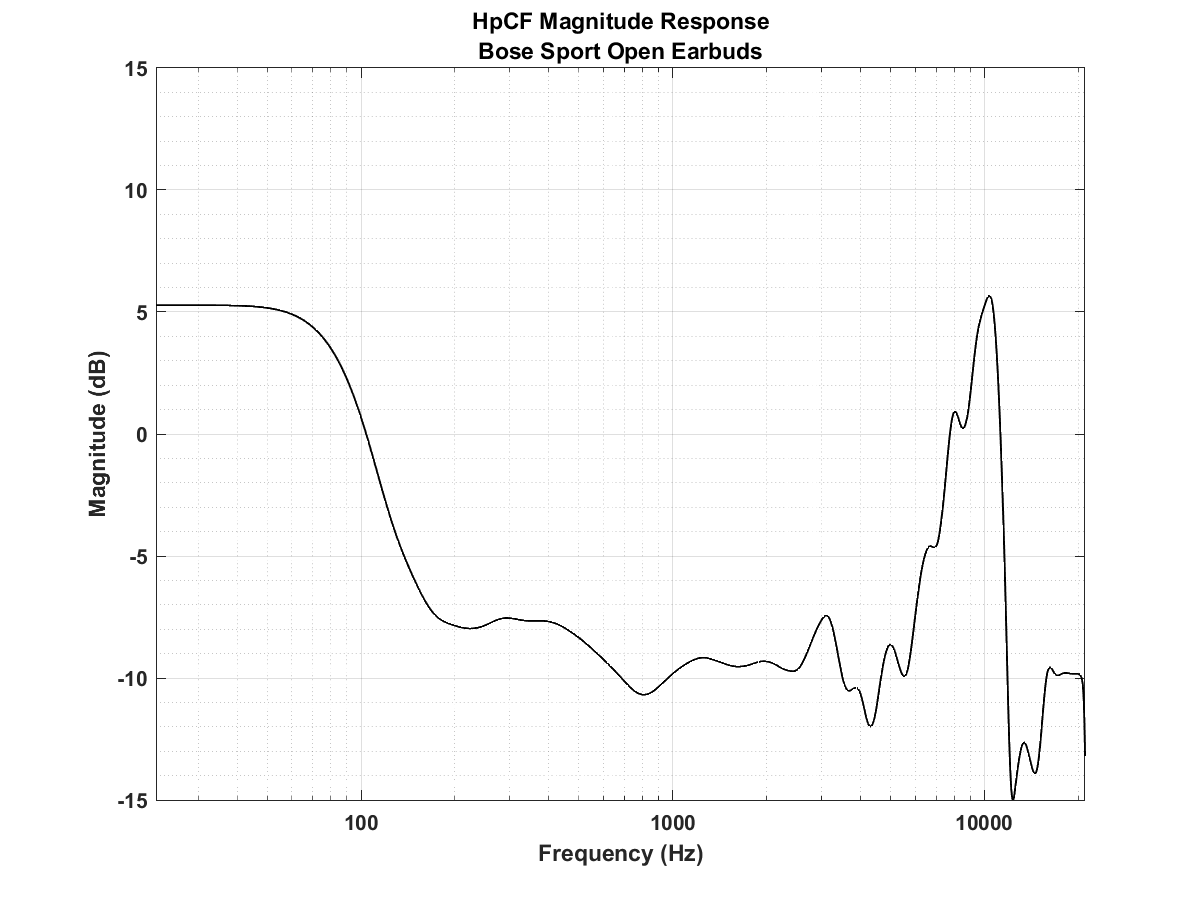 HpCF Magnitude Response
Bose Sport Open Earbuds
15
10
5
0
-5
-10
-15
Magnitude (dB)
100
1000
10000
Frequency (Hz)